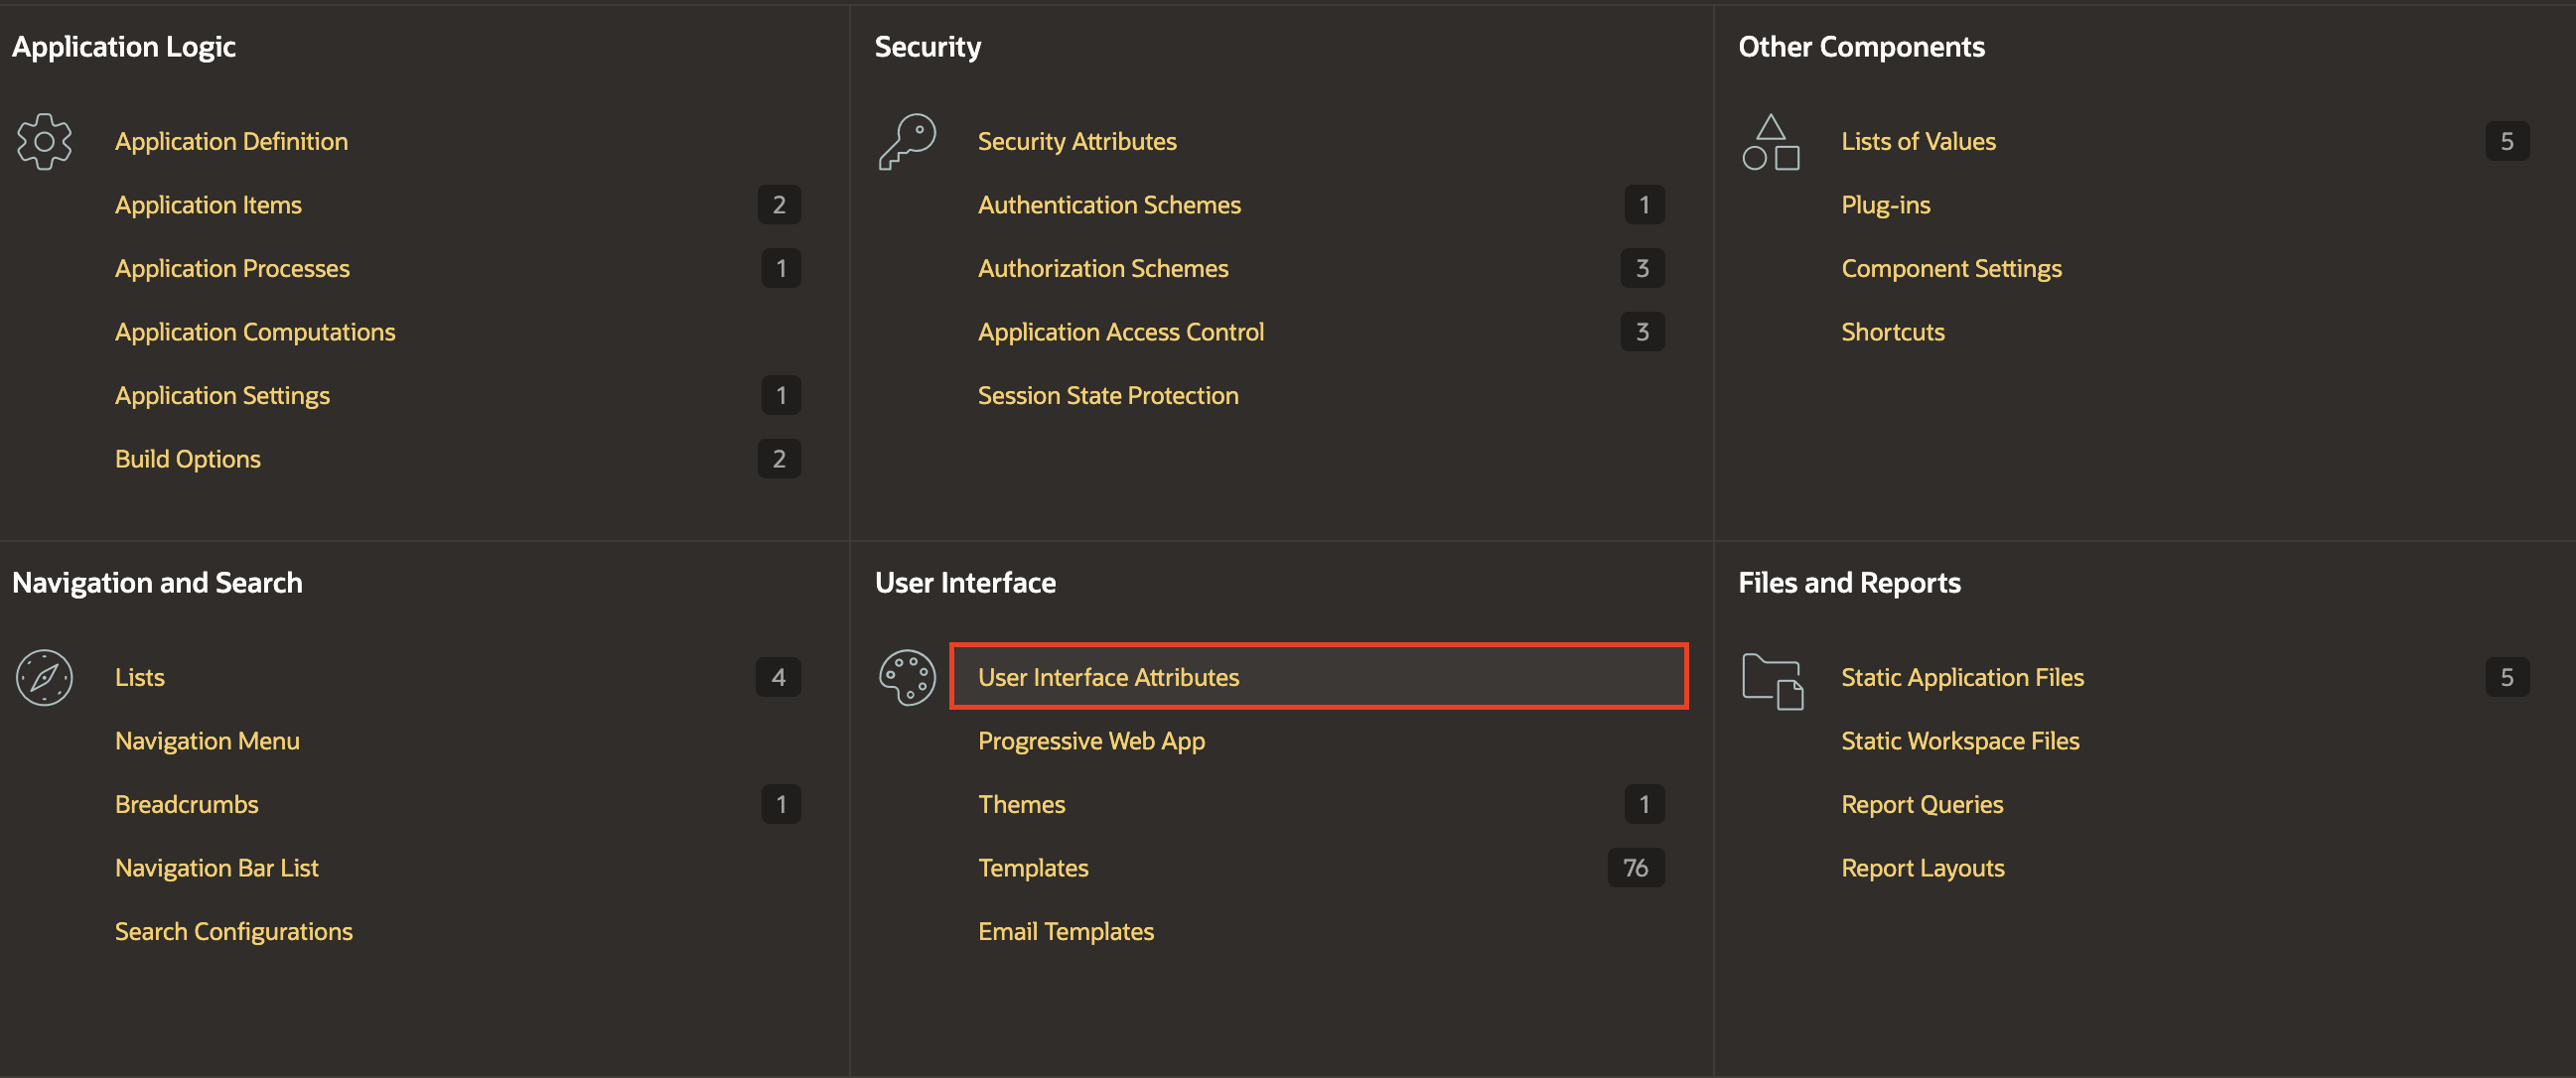 Application Logic
Application Definition
Application Items 2
Application Processes 1
Application Computations
Application Settings 1
Build Options 2
Security
Security Attributes
Authentication Schemes 1
Authorization Schemes 3
Application Access Control 3
Session State Protection
Other Components
Lists of Values 5
Plug-ins
Component Settings
Shortcuts
Navigation and Search
Lists 4
Navigation Menu
Breadcrumbs 1
Navigation Bar List
Search Configurations
User Interface
User Interface Attributes
Progressive Web App
Themes 1
Templates 76
Email Templates
Files and Reports
Static Application Files 5
Static Workspace Files
Report Queries
Report Layouts